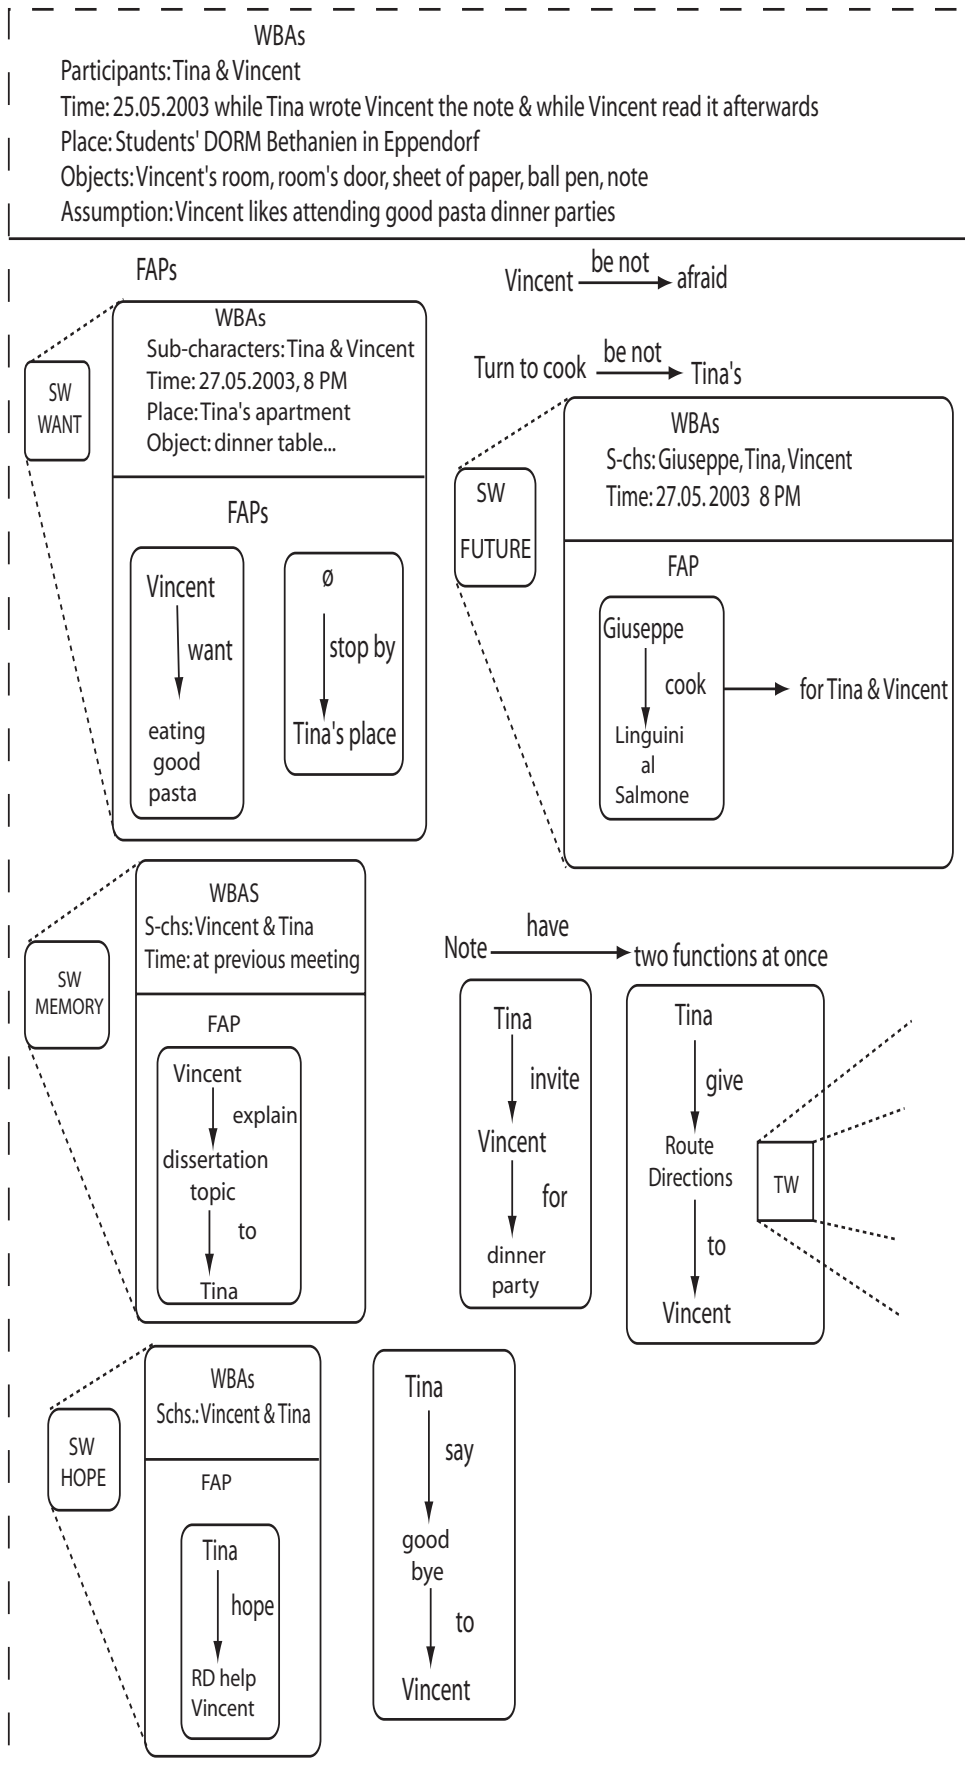 WBAs
Participants: Tina & Vincent
Time: 25.05.2003 while Tina wrote Vincent the note & while Vincent read it afterwards
Place: Students' DORM Bethanien in Eppendorf
Objects: Vincent's room, room's door, sheet of paper, ball pen, note
Assumption: Vincent likes attending good pasta dinner parties
FAPs
SW
WANT
WBAs
Sub-characters: Tina & Vincent
Time: 27.05.2003, 8 PM
Place: Tina's apartment
Object: dinner table...
FAPs
Vincent
want
eating
good
pasta
ø
stop by
Tina's place
Vincent be not afraid
Turn to cook be not Tina's
SW
FUTURE
WBAs
S-chs: Giuseppe, Tina, Vincent
Time: 27.05. 2003 8 PM
FAP
Giuseppe
cook
Linguini
al
Salmone
for Tina & Vincent
SW
MEMORY
WBAS
S-chs: Vincent & Tina
Time: at previous meeting
FAP
Vincent
explain
dissertation
topic
to
Tina
Note have two functions at once
Tina
invite
Vincent
for
dinner
party
Tina
give
Route
Directions
to
Vincent
TW
SW
HOPE
WBAs
Schs.: Vincent & Tina
FAP
Tina
hope
RD help
Vincent
Tina
say
good
bye
to
Vincent